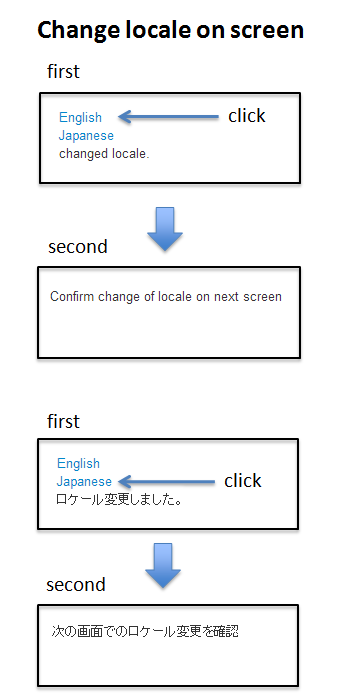 Change locale on screen
first
English
click
Japanese
changed locale.
second
Confirm change of locale on next screen
first
English
Japanese
click
ロケール変更しました。
second
次の画面でのロケール変更を確認